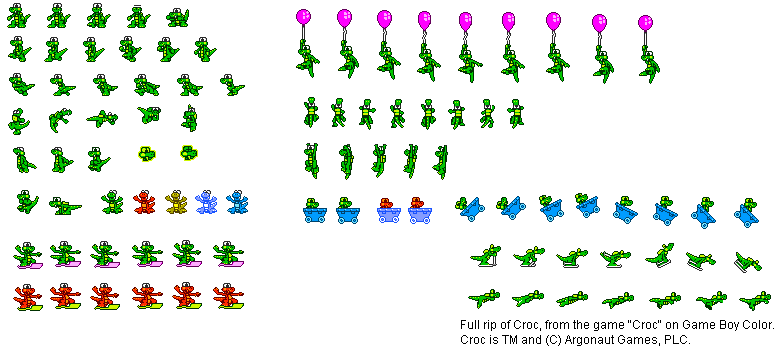 Full rip of Croc, from the game "Croc" on Game Boy Color.
Croc is TM and (C) Argonaut Games, PLC.